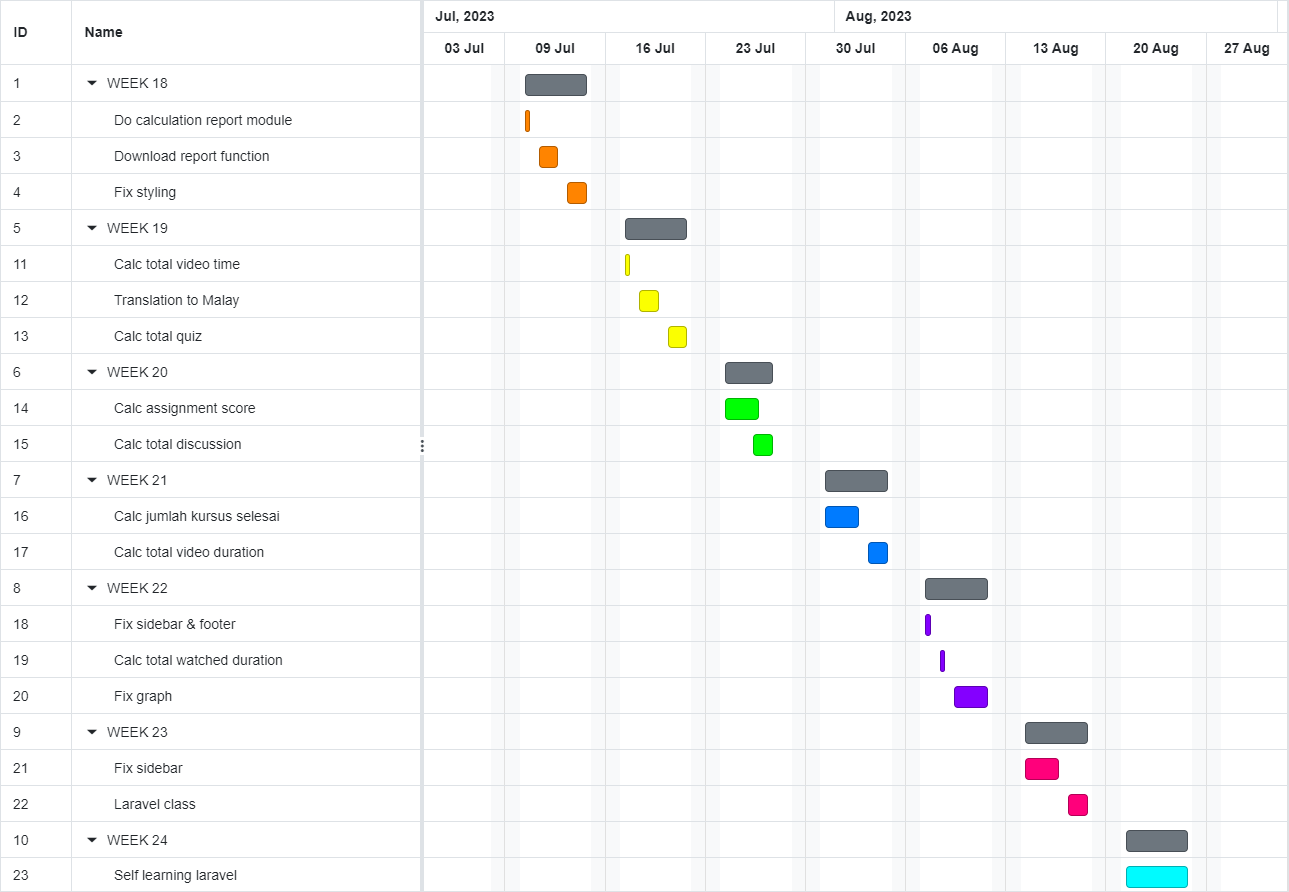 ID Name Jul, 2023 Aug, 2023
03 Jul 09 Jul 16 Jul 23 Jul 30 Jul 06 Aug 13 Aug 20 Aug 27 Aug
1 WEEK 18
2 Do calculation report module
3 Download report function
4 Fix styling
5 WEEK 19
11 Calc total video time
12 Translation to Malay
13 Calc total quiz
6 WEEK 20
14 Calc assignment score
15 Calc total discussion
7 WEEK 21
16 Calc jumlah kursus selesai
17 Calc total video duration
8 WEEK 22
18 Fix sidebar & footer
19 Calc total watched duration
20 Fix graph
9 WEEK 23
21 Fix sidebar
22 Laravel class
10 WEEK 24
23 Self learning laravel